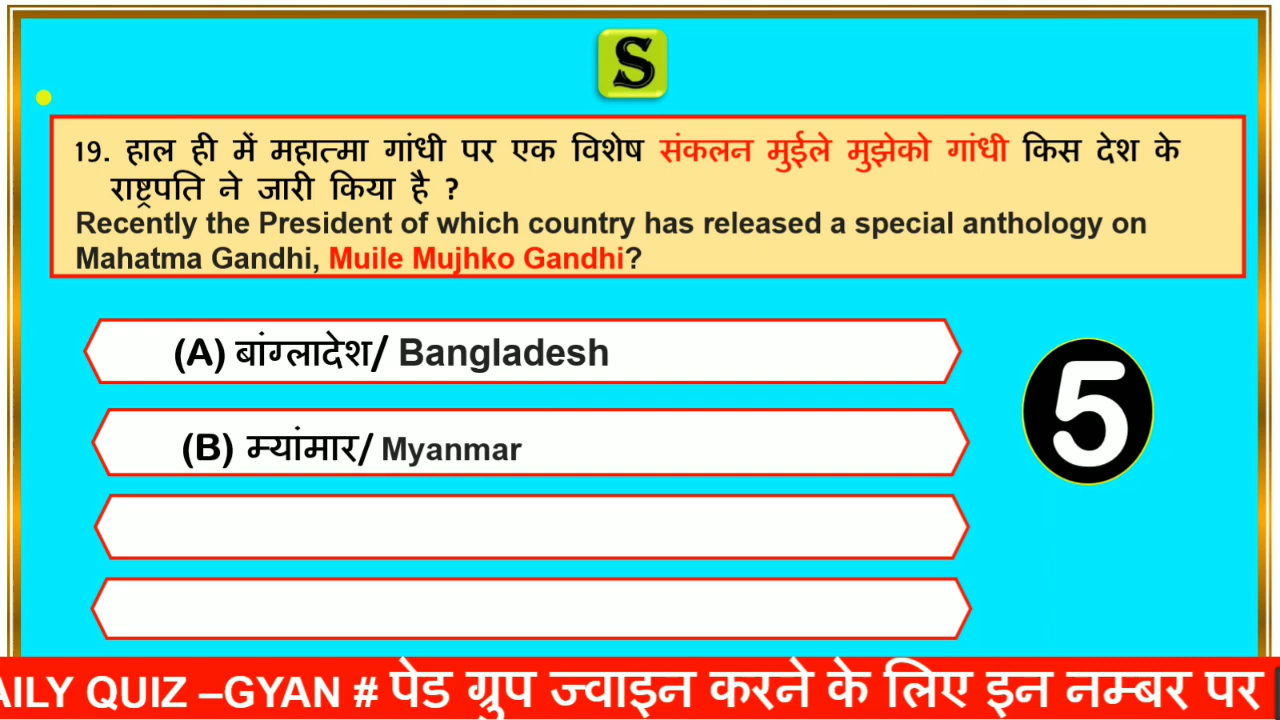 S
19. हाल ही में महात्मा गांधी पर एक विशेष संकलन मुईले मुझेको गांधी किस देश के
राष्ट्रपति ने जारी किया है ?
Recently the President of which country has released a special anthology on
Mahatma Gandhi, Muile Mujhko Gandhi?
(A) बांग्लादेश/ Bangladesh
5
(B) म्यांमार/ Myanmar
AILY QUIZ –GYAN # पेड ग्रुप ज्वाइन करने के लिए इन नम्बर पर